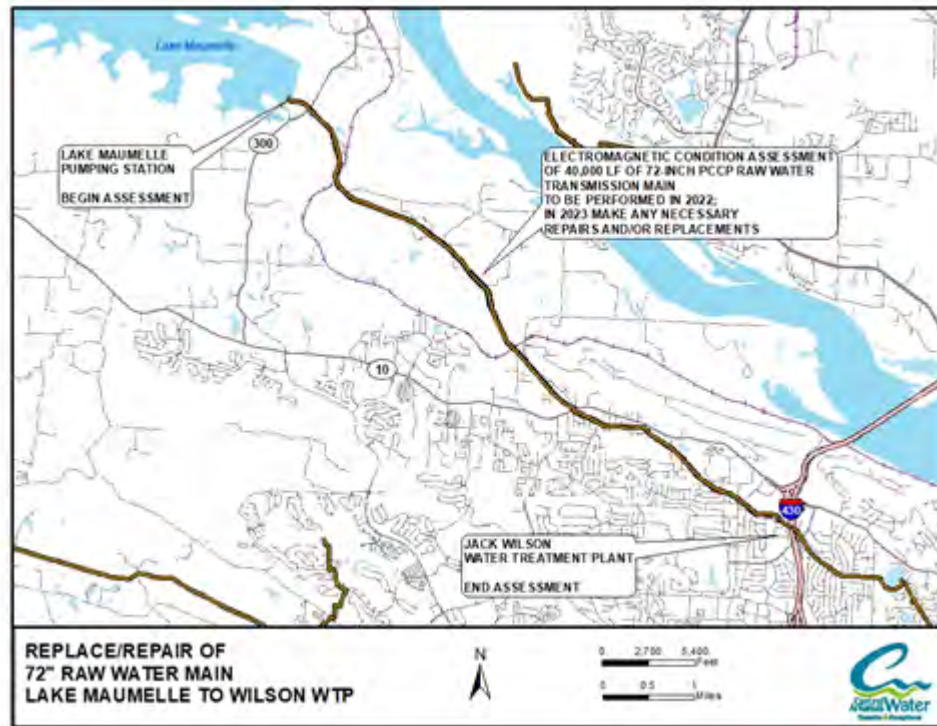 Lake Maumelle
300
LAKE MAUMELLE
PUMPING STATION
BEGIN ASSESSMENT
ELECTROMAGNETIC CONDITION ASSESSMENT
OF 40,000 LF OF 72-INCH PCCP RAW WATER
TRANSMISSION MAIN
TO BE PERFORMED IN 2022;
IN 2023 MAKE ANY NECESSARY
REPAIRS AND/OR REPLACEMENTS
10
430
JACK WILSON
WATER TREATMENT PLANT
END ASSESSMENT
REPLACE/REPAIR OF
72" RAW WATER MAIN
LAKE MAUMELLE TO WILSON WTP
N
0 2,700 5,400
Feet
0 0.5 1
Miles
Water